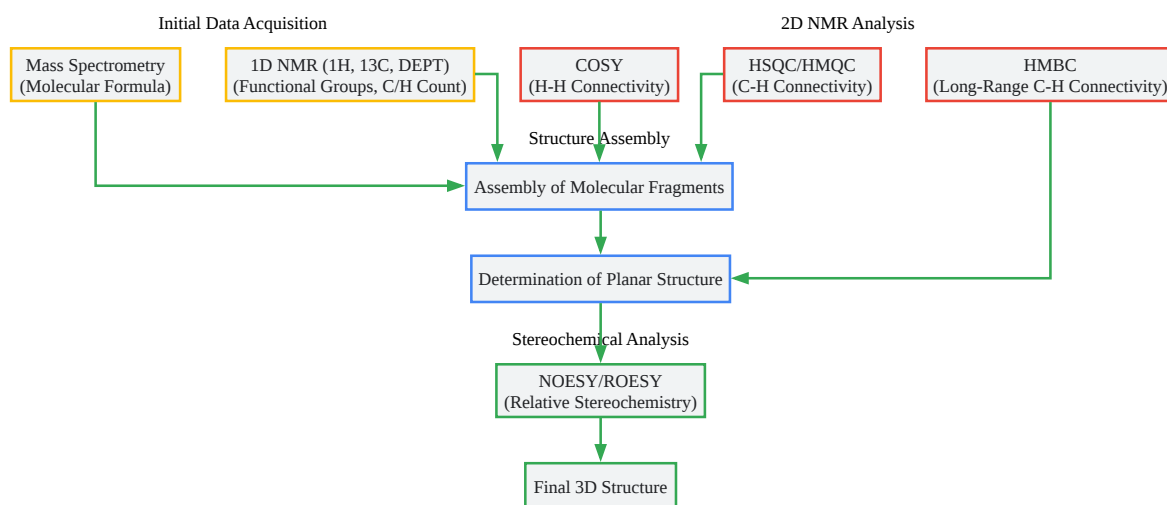 Initial Data Acquisition
2D NMR Analysis
Mass Spectrometry
(Molecular Formula)
1D NMR (1H, 13C, DEPT)
(Functional Groups, C/H Count)
COSY
(H-H Connectivity)
HSQC/HMQC
(C-H Connectivity)
HMBC
(Long-Range C-H Connectivity)
Structure Assembly
Assembly of Molecular Fragments
Determination of Planar Structure
Stereochemical Analysis
NOESY/ROESY
(Relative Stereochemistry)
Final 3D Structure